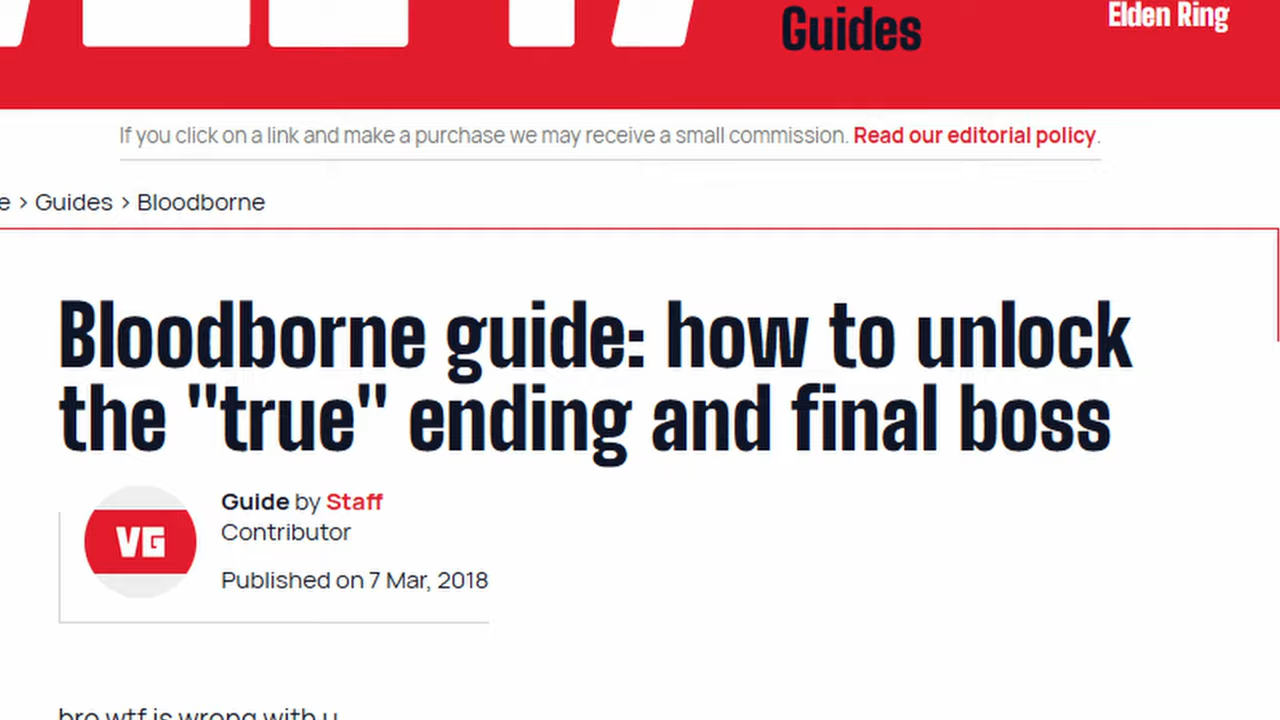 Guides
Elden Ring
If you click on a link and make a purchase we may receive a small commission. Read our editorial policy.
e > Guides > Bloodborne
Bloodborne guide: how to unlock
the "true" ending and final boss
VG
Guide by Staff
Contributor
Published on 7 Mar, 2018
bro wtf is wrong with u